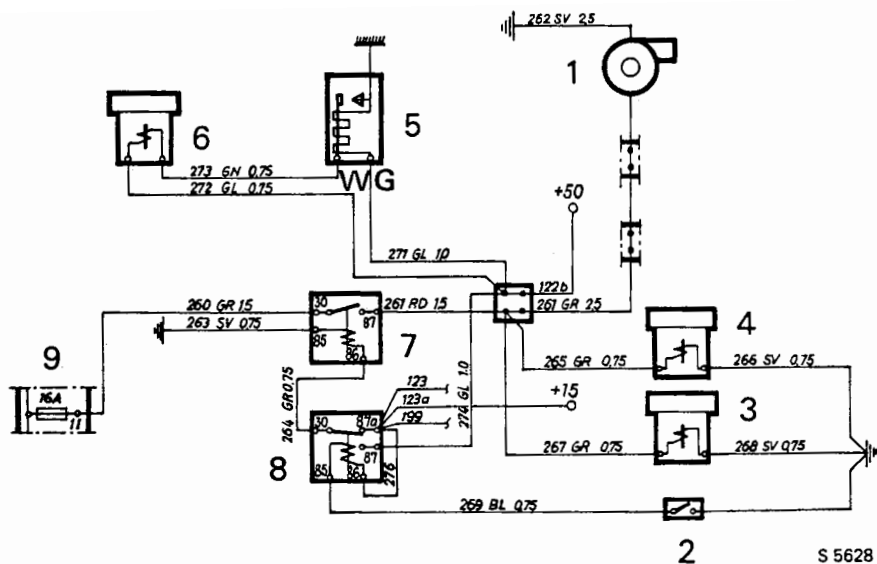 262 SV 2,5
1
6
5
273 GN 0,75
272 GL 0,75
WG
+50
271 GL 1,0
122b
260 GR 1,5
261 RD 1,5
261 GR 2,5
30
87
263 SV 0,75
85
86
7
4
9
16A
11
265 GR 0,75
266 SV 0,75
264 GR 0,75
274 GL 1,0
123
123a
+15
199
30
87a
87
85
86
276
8
3
267 GR 0,75
268 SV 0,75
269 BL 0,75
2
S 5628